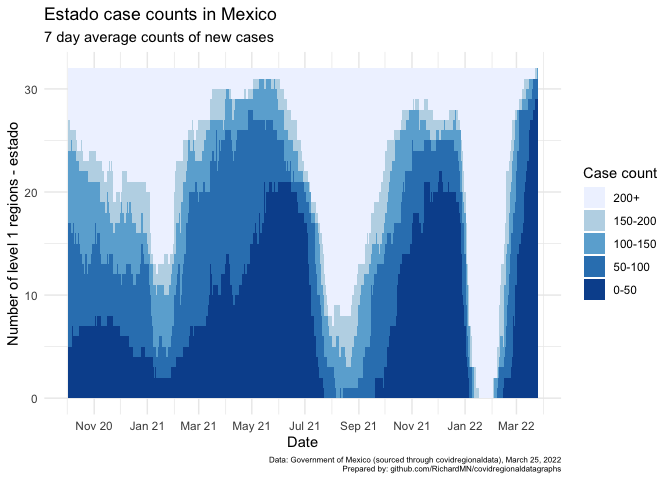 Estado case counts in Mexico
7 day average counts of new cases
Number of level 1 regions - estado
30
20
10
0
Nov 20 Jan 21 Mar 21 May 21 Jul 21 Sep 21 Nov 21 Jan 22 Mar 22
Date
Case count
200+
150-200
100-150
50-100
0-50
Data: Government of Mexico (sourced through covidregionaldata), March 25, 2022
Prepared by: github.com/RichardMN/covidregionaldatagraphs